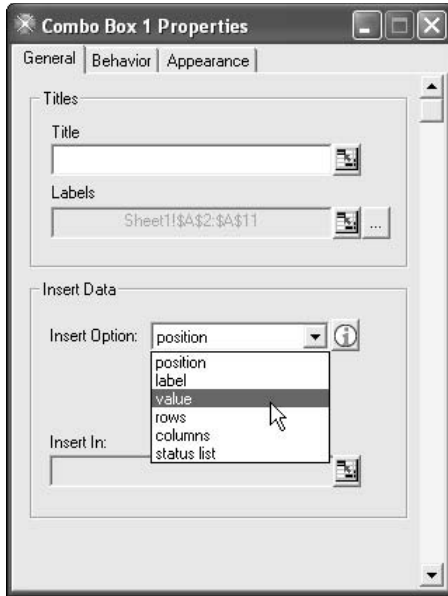 Combo Box 1 Properties
General Behavior Appearance
Titles
Title
Labels
Sheet1!$A$2:$A$11
...
Insert Data
Insert Option: position
position
label
value
rows
columns
status list
Insert In: